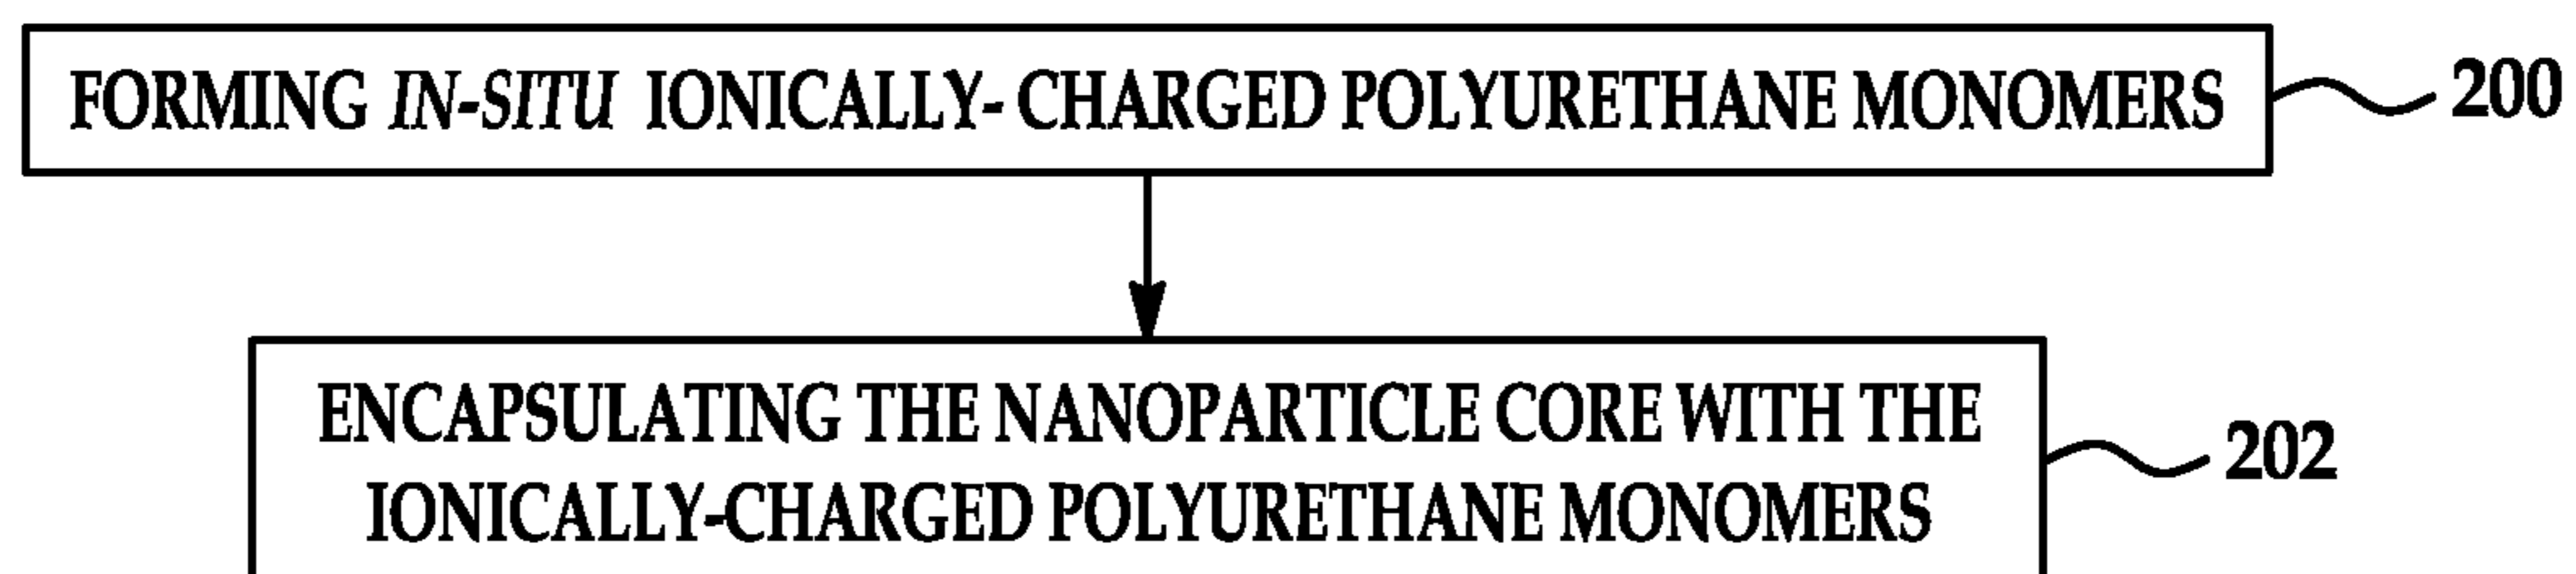 FORMING IN-SITU IONICALLY- CHARGED POLYURETHANE MONOMERS 200
ENCAPSULATING THE NANOPARTICLE CORE WITH THE
IONICALLY-CHARGED POLYURETHANE MONOMERS
202